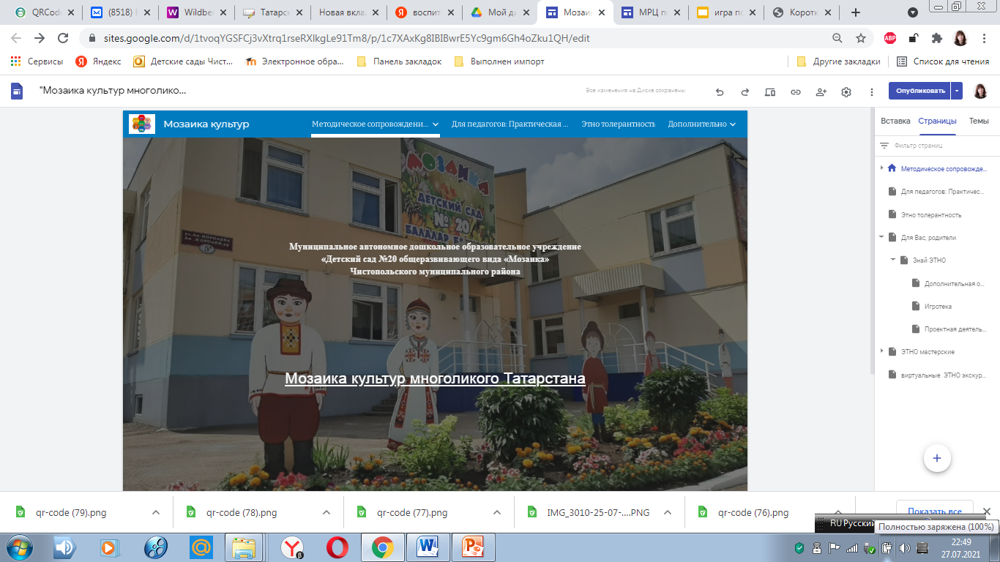 QRCod
(8518)
Wildbe
Татарс
Новая вкла
воспит
Мой ди
Мозаи
МРЦ п
игра по
Коротк
sites.google.com/d/1tvoqYGSFCj3vXtrq1rseRXlkgLe91Tm8/p/1c7XAxKg8IBIBwrE5Yc9gm6Gh4oZku1QH/edit
ABP
Сервисы
Яндекс
Детские сады Чист...
Электронное обра...
Панель закладок
Выполнен импорт
Другие закладки
Список для чтения
"Мозаика культур многолико...
Все изменения на Диске сохранены
Опубликовать
Мозаика культур
Методическое сопровождени...
Для педагогов: Практическая ...
Этно толерантность
Дополнительно
МОЗАИКА
ДЕТСКИЙ САД
№ 20
БАЛАЛАР
5
Муниципальное автономное дошкольное образовательное учреждение
«Детский сад №20 общеразвивающего вида «Мозаика»
Чистопольского муниципального района
Мозаика культур многоликого Татарстана
Вставка
Страницы
Темы
Фильтр страниц
Методическое сопровожде...
Для педагогов: Практичес...
Этно толерантность
Для Вас, родители
Знай ЭТНО
Дополнительная о...
Игротека
Проектная деятель...
ЭТНО мастерские
виртуальные ЭТНО экскур...
qr-code (79).png
qr-code (78).png
qr-code (77).png
IMG_3010-25-07-....PNG
qr-code (76).png
Показать все
RU Русский
Полностью заряжена (100%)
22:49
27.07.2021